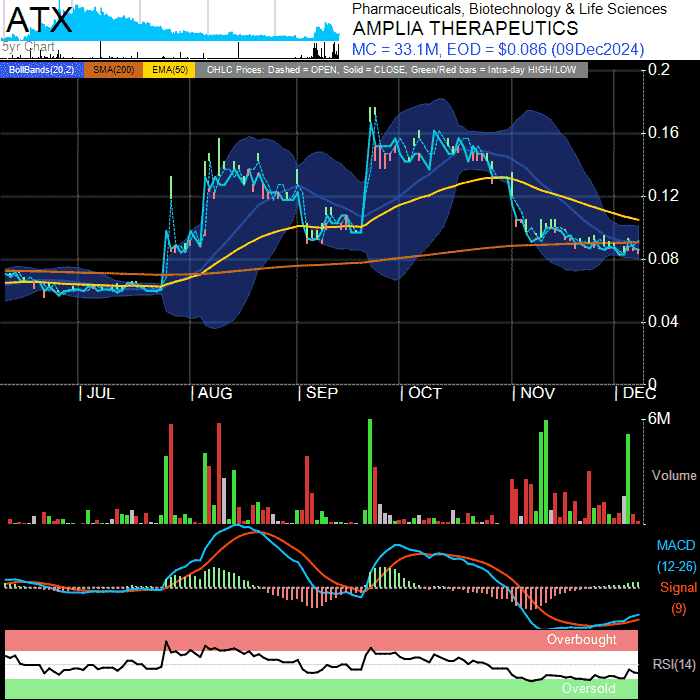 ATX
5yr Chart
Pharmaceuticals, Biotechnology & Life Sciences
AMPLIA THERAPEUTICS
MC = 33.1M, EOD = $0.086 (09Dec2024)
BollBands(20,2) SMA(200) EMA(50) OHLC Prices: Dashed = OPEN, Solid = CLOSE, Green/Red bars = Intra-day HIGH/LOW
0.2
0.16
0.12
0.08
0.04
0
| JUL | AUG | SEP | OCT | NOV | DEC
6M
Volume
MACD
(12-26)
Signal
(9)
Overbought
RSI(14)
Oversold